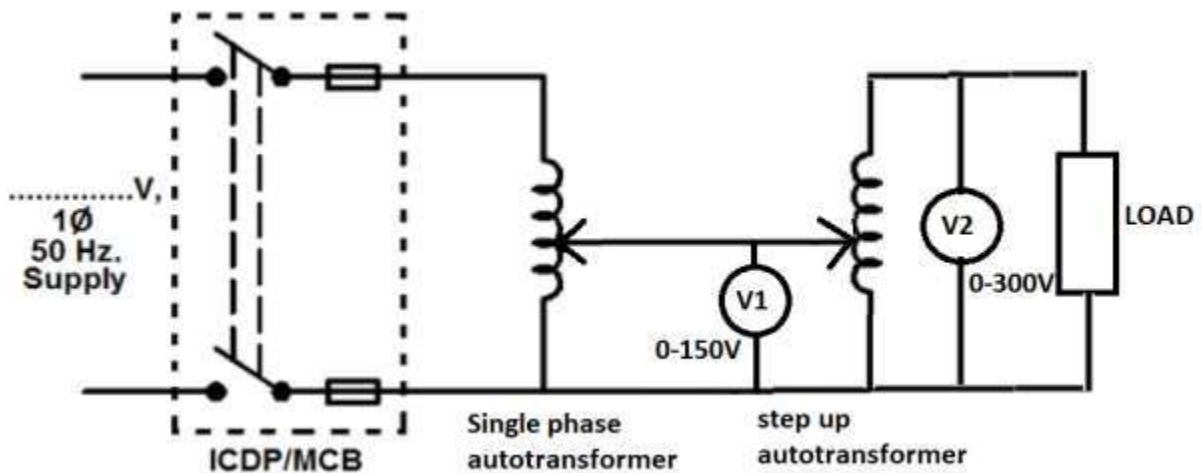 ..............V,
1Ø
50 Hz.
Supply
ICDP/MCB
Single phase
autotransformer
V1
0-150V
step up
autotransformer
V2
0-300V
LOAD